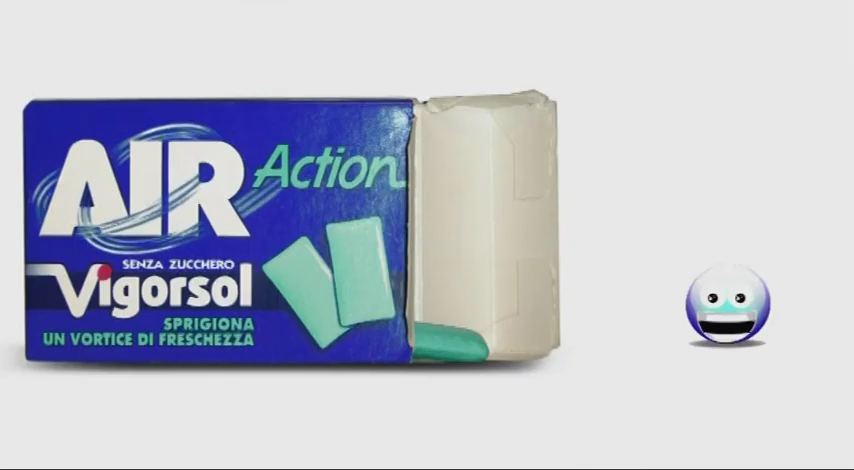 AIR Action
SENZA ZUCCHERO
Vigorsol
SPRIGIONA
UN VORTICE DI FRESCHEZZA